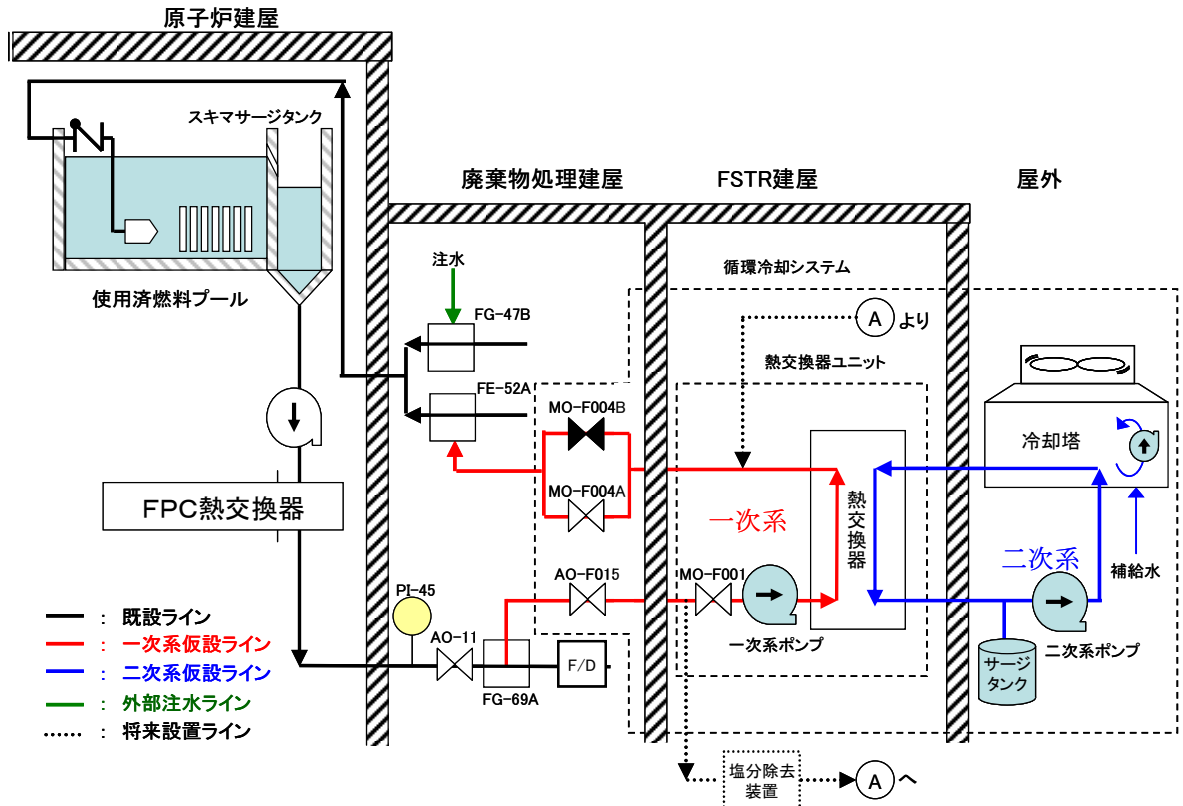 原子炉建屋
スキマサージタンク
廃棄物処理建屋
FSTR建屋
屋外
注水
循環冷却システム
使用済燃料プール
FG-47B
A
より
熱交換器ユニット
FE-52A
MO-F004B
冷却塔
FPC熱交換器
MO-F004A
一次系
熱交換器
二次系
補給水
PI-45
AO-F015
MO-F001
AO-11
一次系ポンプ
二次系ポンプ
F/D
サージ
タンク
FG-69A
： 既設ライン
： 一次系仮設ライン
： 二次系仮設ライン
： 外部注水ライン
： 将来設置ライン
塩分除去
装置
A
へ